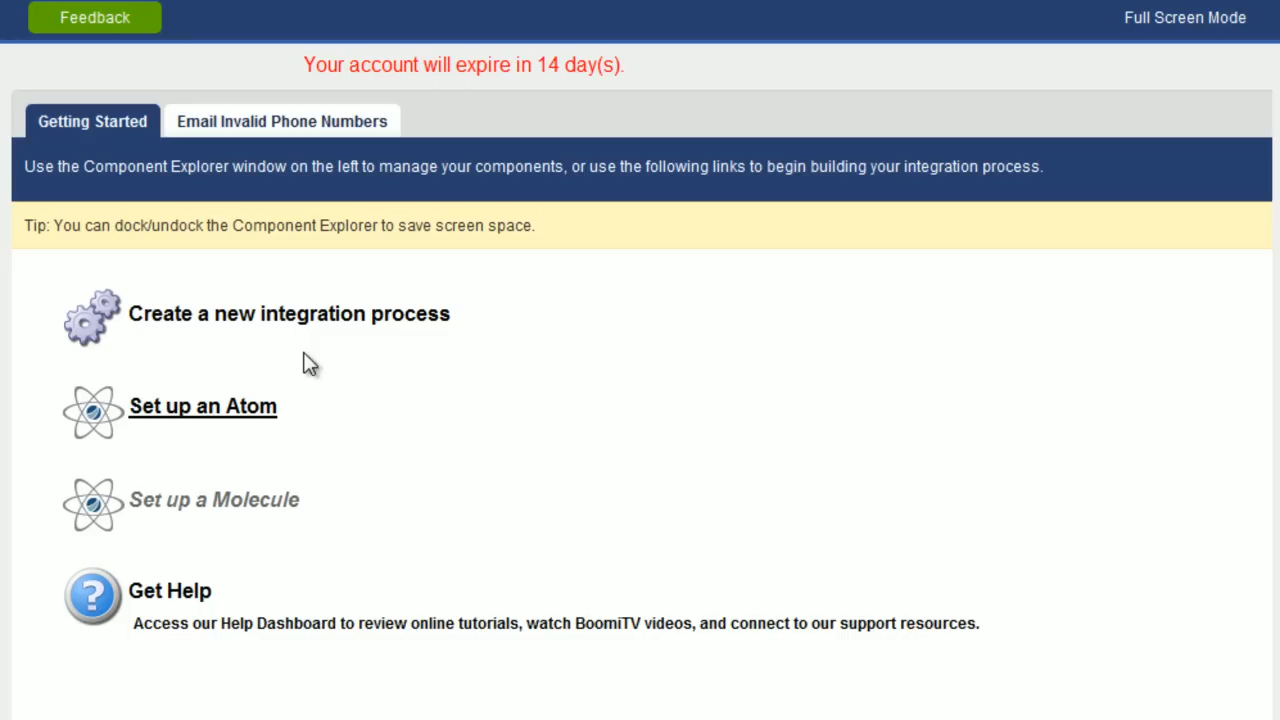 Feedback
Full Screen Mode
Your account will expire in 14 day(s).
Getting Started
Email Invalid Phone Numbers
Use the Component Explorer window on the left to manage your components, or use the following links to begin building your integration process.
Tip: You can dock/undock the Component Explorer to save screen space.
Create a new integration process
Set up an Atom
Set up a Molecule
Get Help
Access our Help Dashboard to review online tutorials, watch BoomiTV videos, and connect to our support resources.